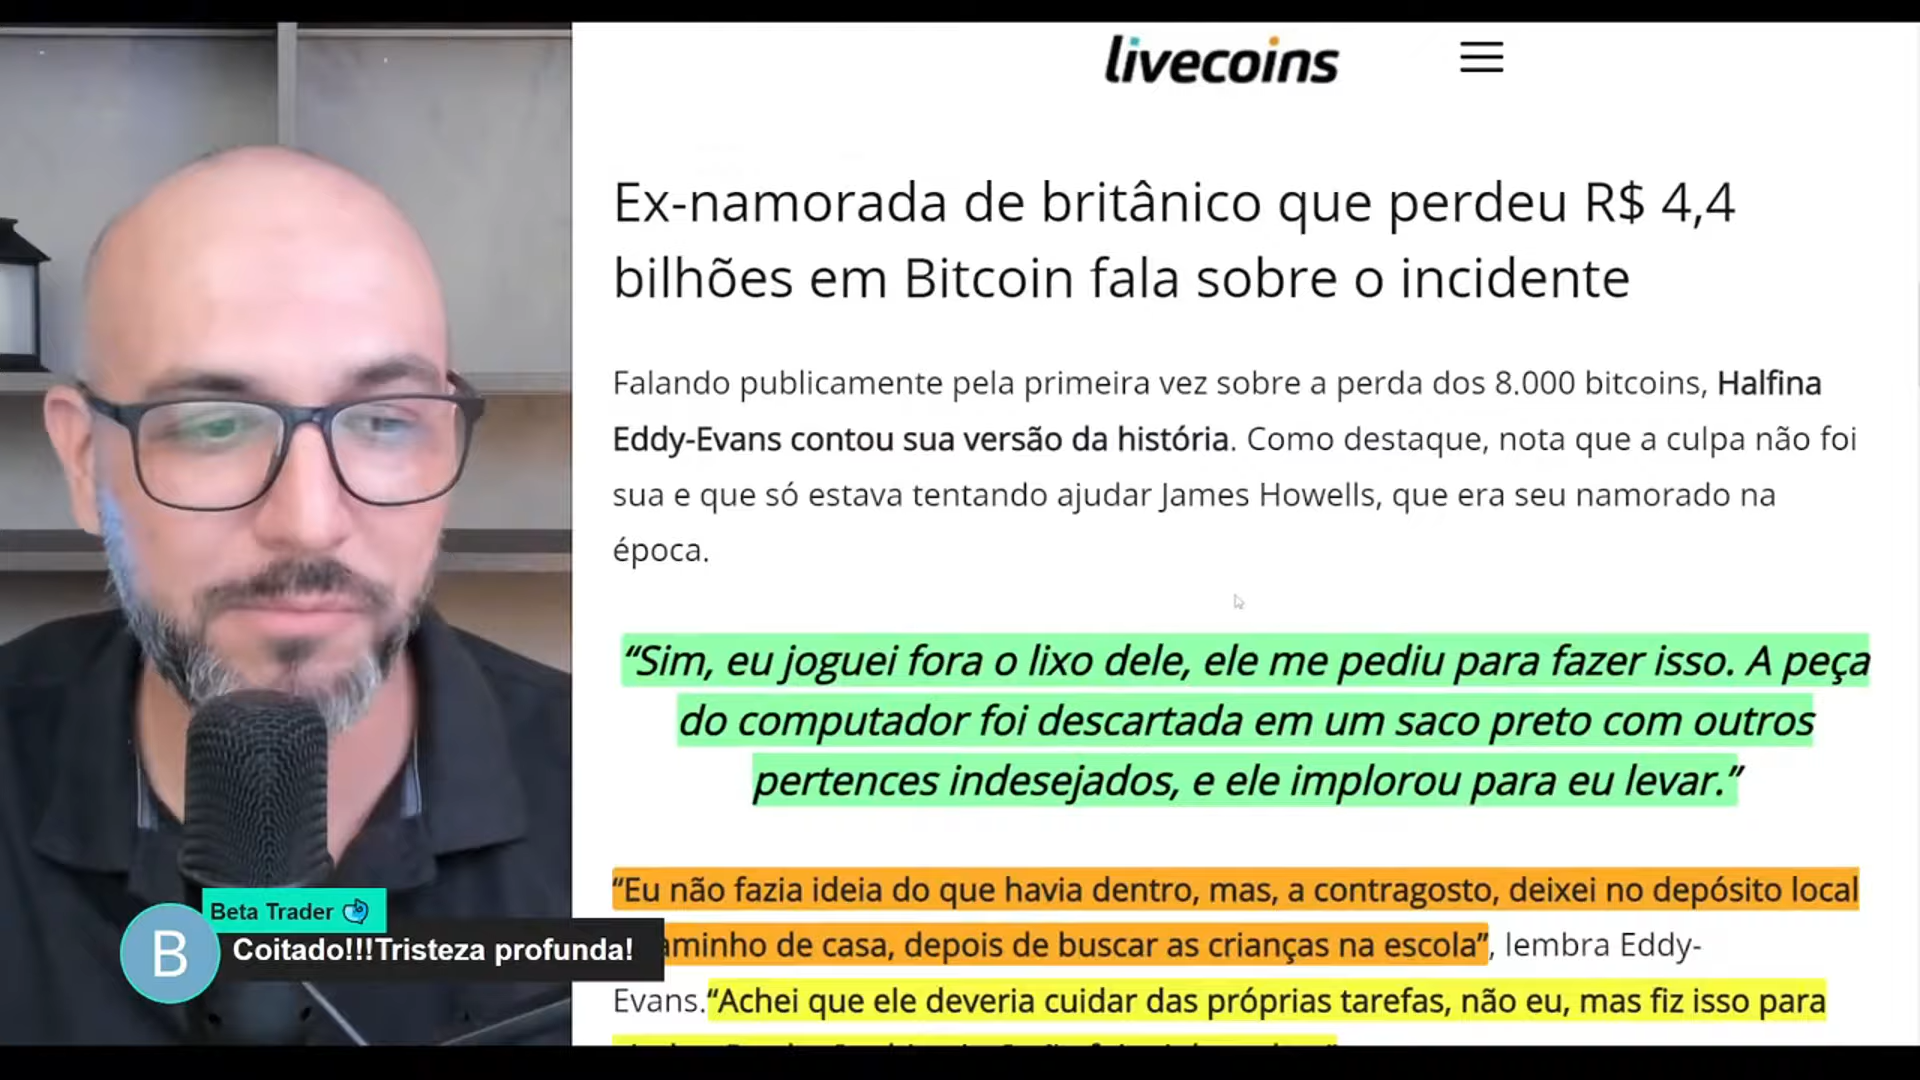 livecoins
Ex-namorada de britânico que perdeu R$ 4,4
bilhões em Bitcoin fala sobre o incidente
Falando publicamente pela primeira vez sobre a perda dos 8.000 bitcoins, Halfina
Eddy-Evans contou sua versão da história. Como destaque, nota que a culpa não foi
sua e que só estava tentando ajudar James Howells, que era seu namorado na
época.
“Sim, eu joguei fora o lixo dele, ele me pediu para fazer isso. A peça
do computador foi descartada em um saco preto com outros
pertences indesejados, e ele implorou para eu levar.”
“Eu não fazia ideia do que havia dentro, mas, a contragosto, deixei no depósito local
aminho de casa, depois de buscar as crianças na escola”, lembra Eddy-
Evans.“Achei que ele deveria cuidar das próprias tarefas, não eu, mas fiz isso para
Beta Trader
B
Coitado!!!Tristeza profunda!